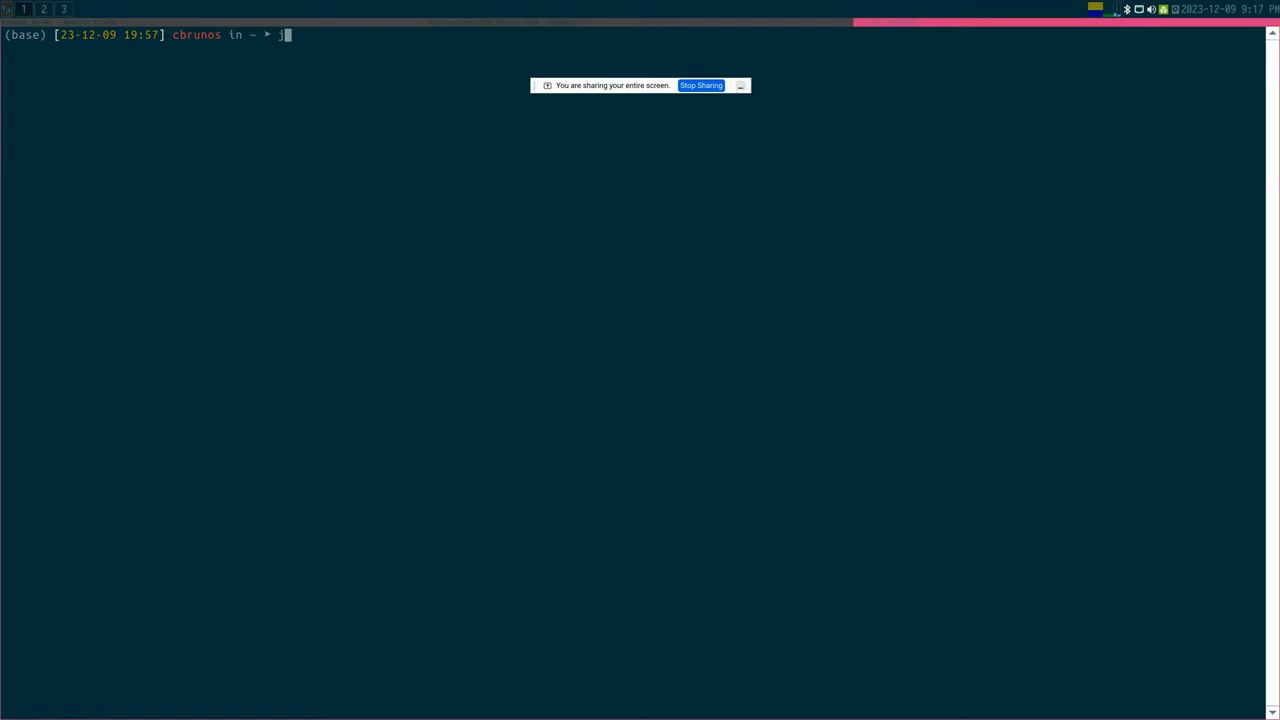 1 2 3
2023-12-09 9:17 PM
(base) [23-12-09 19:57] cbrunos in ~ ➤ j
You are sharing your entire screen. Stop Sharing